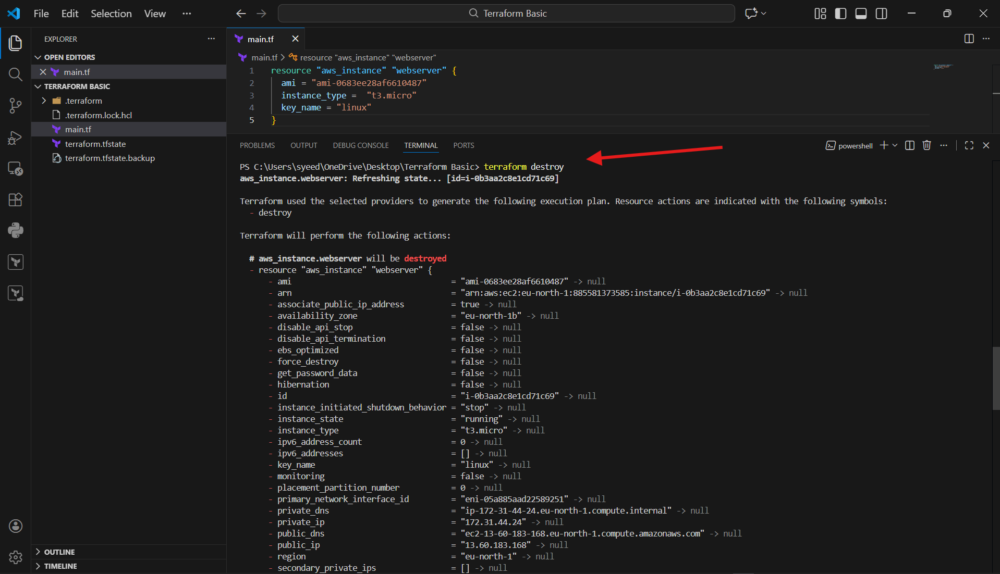 File Edit Selection View ···
Terraform Basic
EXPLORER
OPEN EDITORS
main.tf
TERRAFORM BASIC
.terraform
.terraform.lock.hcl
main.tf
terraform.tfstate
terraform.tfstate.backup
OUTLINE
TIMELINE
main.tf
main.tf > resource "aws_instance" "webserver"
1 resource "aws_instance" "webserver" {
2 ami = "ami-0683ee28af6610487"
3 instance_type = "t3.micro"
4 key_name = "linux"
5 }
PROBLEMS OUTPUT DEBUG CONSOLE TERMINAL PORTS
powershell
PS C:\Users\syeed\OneDrive\Desktop\Terraform Basic> terraform destroy
aws_instance.webserver: Refreshing state... [id=i-0b3aa2c8e1cd71c69]
Terraform used the selected providers to generate the following execution plan. Resource actions are indicated with the following symbols:
- destroy
Terraform will perform the following actions:
# aws_instance.webserver will be destroyed
- resource "aws_instance" "webserver" {
- ami = "ami-0683ee28af6610487" -> null
- arn = "arn:aws:ec2:eu-north-1:885581373585:instance/i-0b3aa2c8e1cd71c69" -> null
- associate_public_ip_address = true -> null
- availability_zone = "eu-north-1b" -> null
- disable_api_stop = false -> null
- disable_api_termination = false -> null
- ebs_optimized = false -> null
- force_destroy = false -> null
- get_password_data = false -> null
- hibernation = false -> null
- id = "i-0b3aa2c8e1cd71c69" -> null
- instance_initiated_shutdown_behavior = "stop" -> null
- instance_state = "running" -> null
- instance_type = "t3.micro" -> null
- ipv6_address_count = 0 -> null
- ipv6_addresses = [] -> null
- key_name = "linux" -> null
- monitoring = false -> null
- placement_partition_number = 0 -> null
- primary_network_interface_id = "eni-05a885aad22589251" -> null
- private_dns = "ip-172-31-44-24.eu-north-1.compute.internal" -> null
- private_ip = "172.31.44.24" -> null
- public_dns = "ec2-13-60-183-168.eu-north-1.compute.amazonaws.com" -> null
- public_ip = "13.60.183.168" -> null
- region = "eu-north-1" -> null
- secondary_private_ips = [] -> null